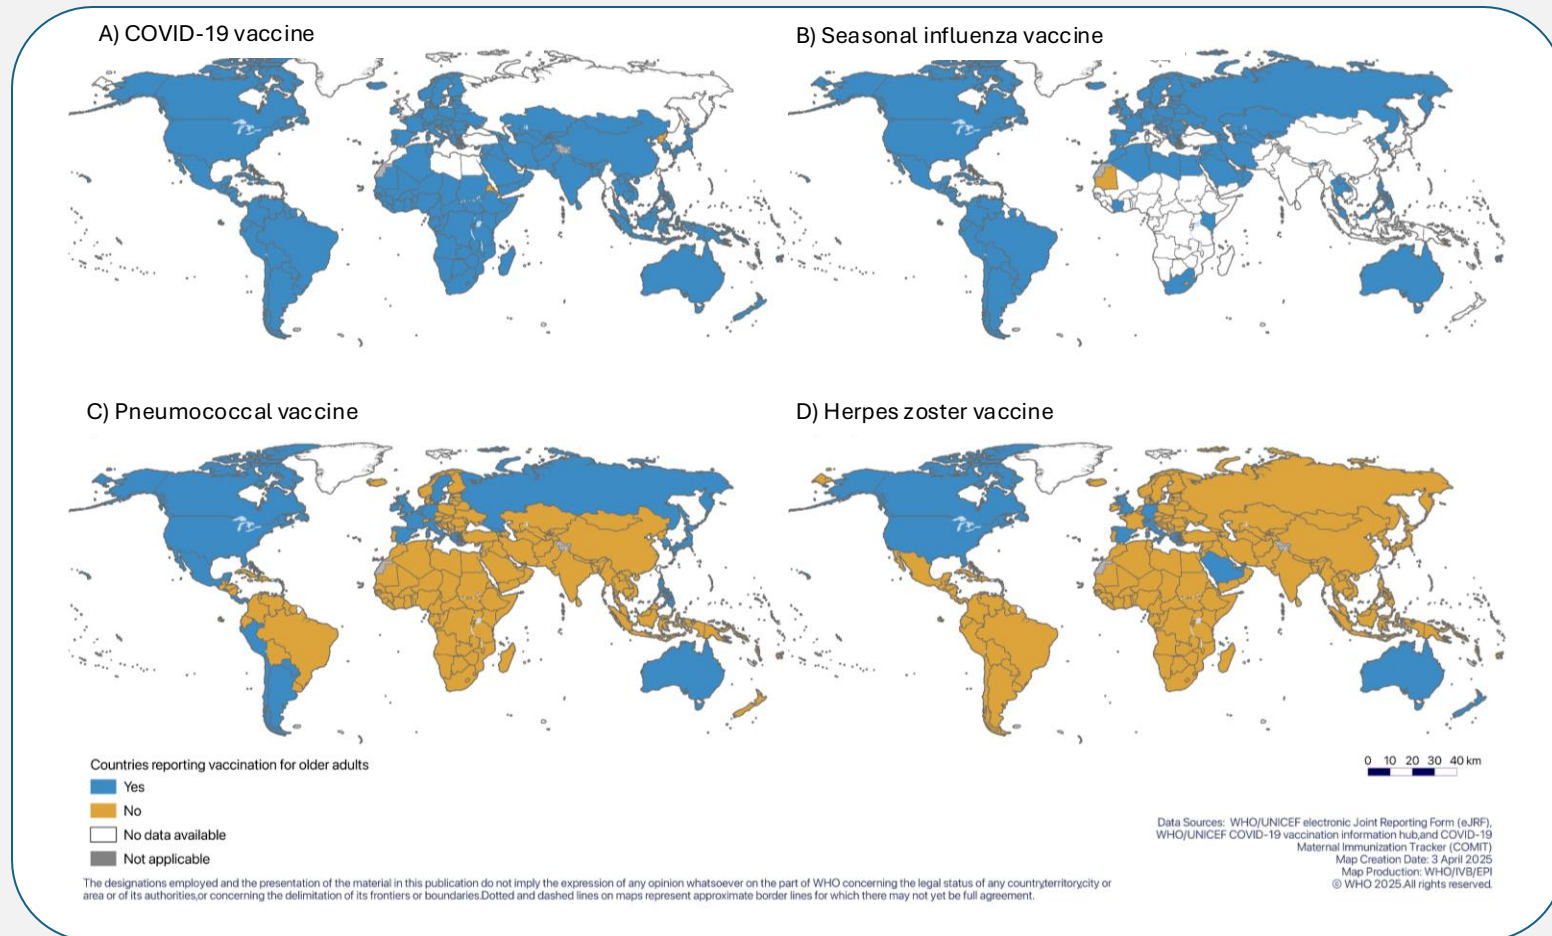 A) COVID-19 vaccine
B) Seasonal influenza vaccine
C) Pneumococcal vaccine
D) Herpes zoster vaccine
Countries reporting vaccination for older adults
Yes
No
No data available
Not applicable
0 10 20 30 40 km
Data Sources: WHO/UNICEF electronic Joint Reporting Form (eJRF),
WHO/UNICEF COVID-19 vaccination information hub,and COVID-19
Maternal Immunization Tracker (COMIT)
Map Creation Date: 3 April 2025
Map Production: WHO/IVB/EPI
© WHO 2025.All rights reserved.
The designations employed and the presentation of the material in this publication do not imply the expression of any opinion whatsoever on the part of WHO concerning the legal status of any country,territory,city or
area or of its authorities,or concerning the delimitation of its frontiers or boundaries.Dotted and dashed lines on maps represent approximate border lines for which there may not yet be full agreement.